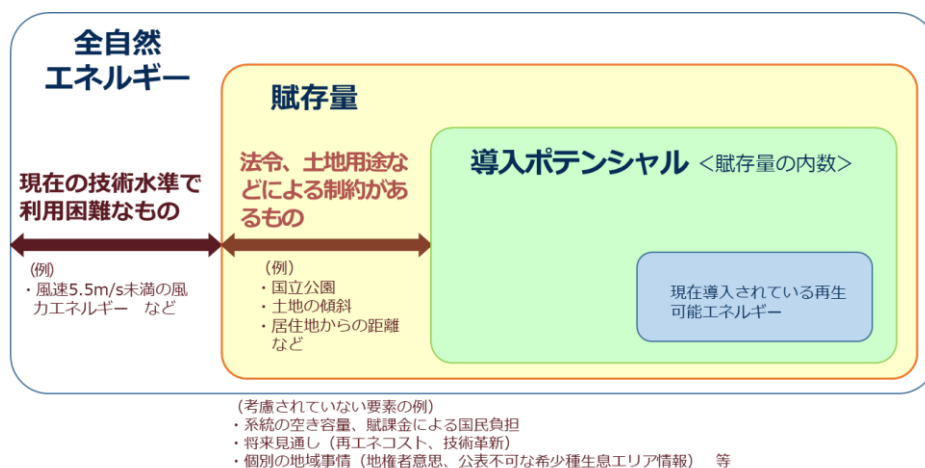 全自然
エネルギー
賦存量
導入ポテンシャル <賦存量の内数>
現在の技術水準で
利用困難なもの
法令、土地用途な
どによる制約があ
るもの
(例)
・風速5.5m/s未満の風
力エネルギー　など
(例)
・国立公園
・土地の傾斜
・居住地からの距離
など
現在導入されている再生
可能エネルギー
(考慮されていない要素の例)
・系統の空き容量、賦課金による国民負担
・将来見通し(再エネコスト、技術革新)
・個別の地域事情(地権者意思、公表不可な希少種生息エリア情報)　等